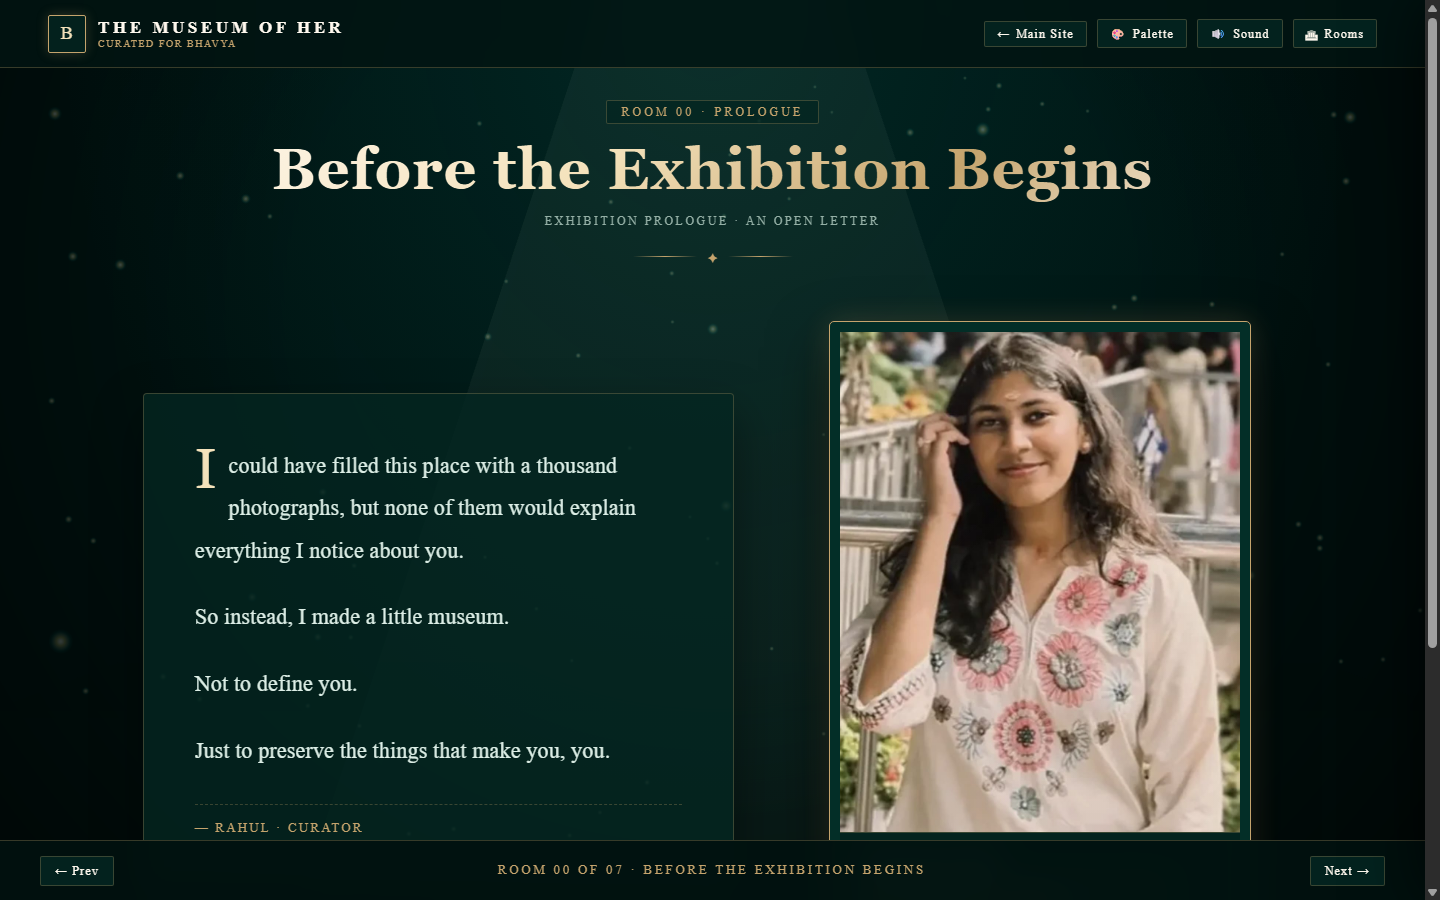 B
THE MUSEUM OF HER
CURATED FOR BHAVYA
← Main Site
Palette
Sound
Rooms
ROOM 00 · PROLOGUE
Before the Exhibition Begins
EXHIBITION PROLOGUE · AN OPEN LETTER
I could have filled this place with a thousand
photographs, but none of them would explain
everything I notice about you.
So instead, I made a little museum.
Not to define you.
Just to preserve the things that make you, you.
— RAHUL · CURATOR
← Prev
ROOM 00 OF 07 · BEFORE THE EXHIBITION BEGINS
Next →